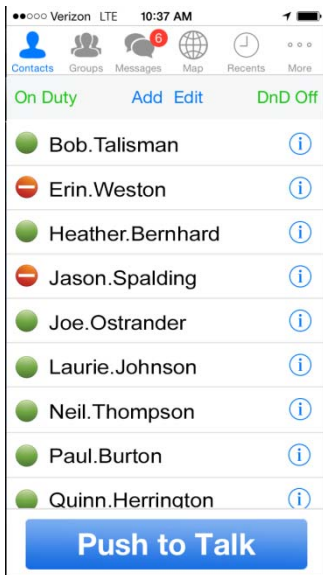 Verizon LTE 10:37 AM
6
Contacts Groups Messages Map Recents More
On Duty Add Edit DnD Off
Bob.Talisman i
Erin.Weston i
Heather.Bernhard i
Jason.Spalding i
Joe.Ostrander i
Laurie.Johnson i
Neil.Thompson i
Paul.Burton i
Quinn.Herrington i
Push to Talk